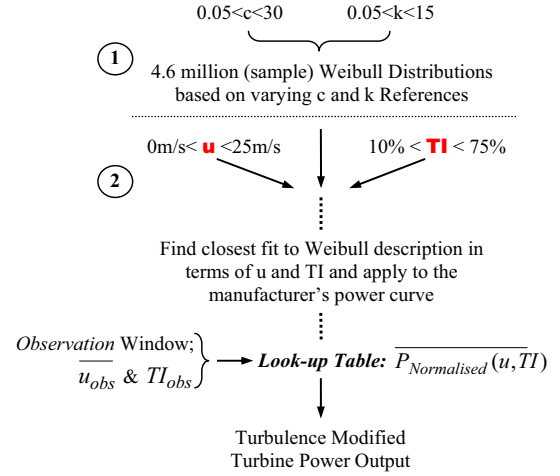 0.05<c<30 0.05<k<15
1
4.6 million (sample) Weibull Distributions
based on varying c and k References
0m/s< u <25m/s 10% < TI < 75%
2
Find closest fit to Weibull description in
terms of u and TI and apply to the
manufacturer's power curve
Observation Window;
u_obs & TI_obs
Look-up Table: P_Normalised(u,TI)
Turbulence Modified
Turbine Power Output